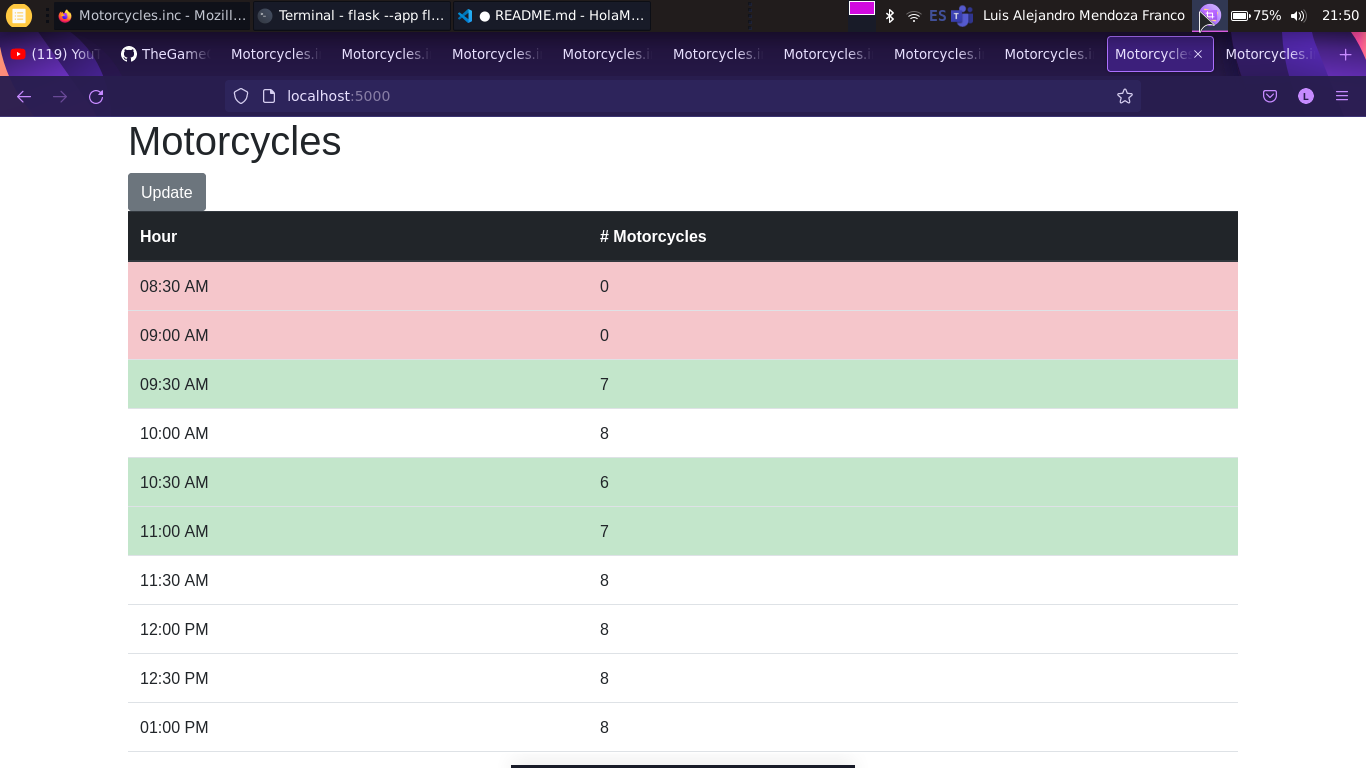 Motorcycles.inc - Mozill... Terminal - flask --app fl... README.md - HolaM... ES Luis Alejandro Mendoza Franco 75% 21:50
(119) YouT TheGame Motorcycles.i Motorcycles.i Motorcycles.i Motorcycles.i Motorcycles.i Motorcycles.i Motorcycles.i Motorcycles.i Motorcycles Motorcycles.i
localhost:5000 L
Motorcycles
Update
Hour # Motorcycles
08:30 AM 0
09:00 AM 0
09:30 AM 7
10:00 AM 8
10:30 AM 6
11:00 AM 7
11:30 AM 8
12:00 PM 8
12:30 PM 8
01:00 PM 8